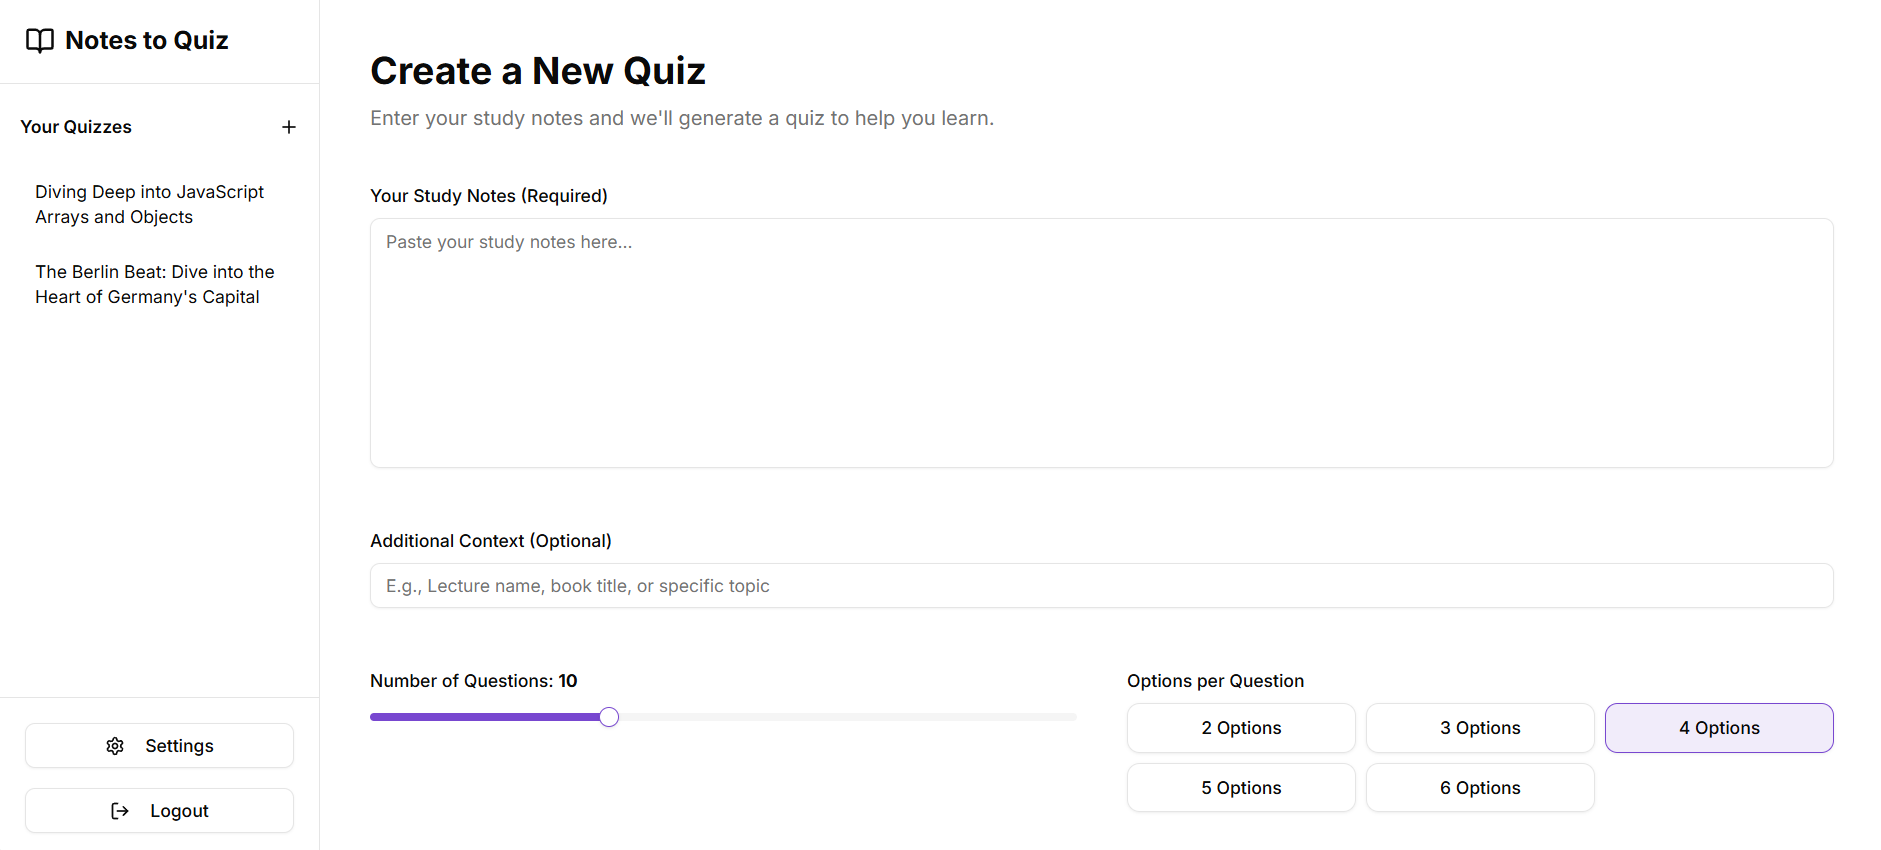 Notes to Quiz
Your Quizzes
Diving Deep into JavaScript
Arrays and Objects
The Berlin Beat: Dive into the
Heart of Germany's Capital
Settings
Logout
Create a New Quiz
Enter your study notes and we'll generate a quiz to help you learn.
Your Study Notes (Required)
Paste your study notes here...
Additional Context (Optional)
E.g., Lecture name, book title, or specific topic
Number of Questions: 10
Options per Question
2 Options
3 Options
4 Options
5 Options
6 Options